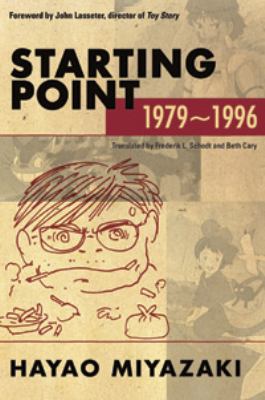 Foreword by John Lasseter, director of Toy Story
STARTING
POINT
1979~1996
Translated by Frederik L. Schodt and Beth Cary
HAYAO MIYAZAKI